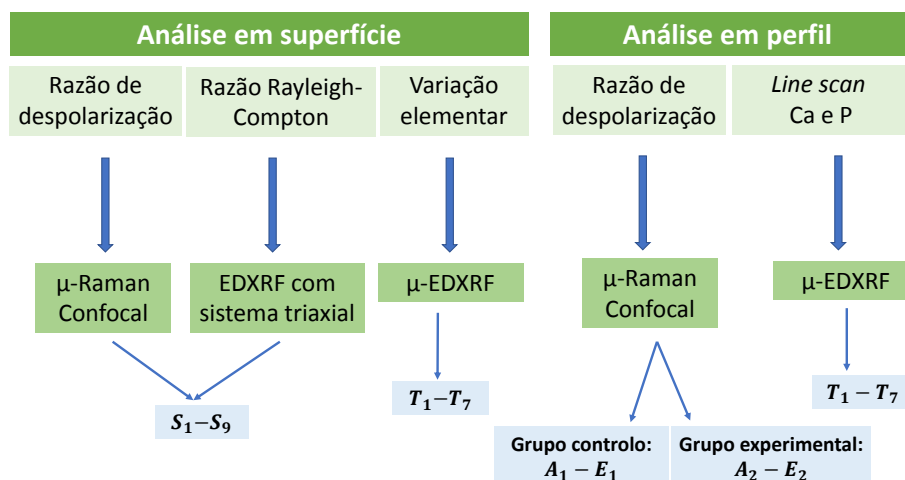 Análise em superfície
Razão de
despolarização
Razão Rayleigh-
Compton
Variação
elementar
µ-Raman
Confocal
EDXRF com
sistema triaxial
µ-EDXRF
S₁–S₉
T₁–T₇
Análise em perfil
Razão de
despolarização
Line scan
Ca e P
µ-Raman
Confocal
µ-EDXRF
T₁ – T₇
Grupo controlo:
A₁ – E₁
Grupo experimental:
A₂ – E₂